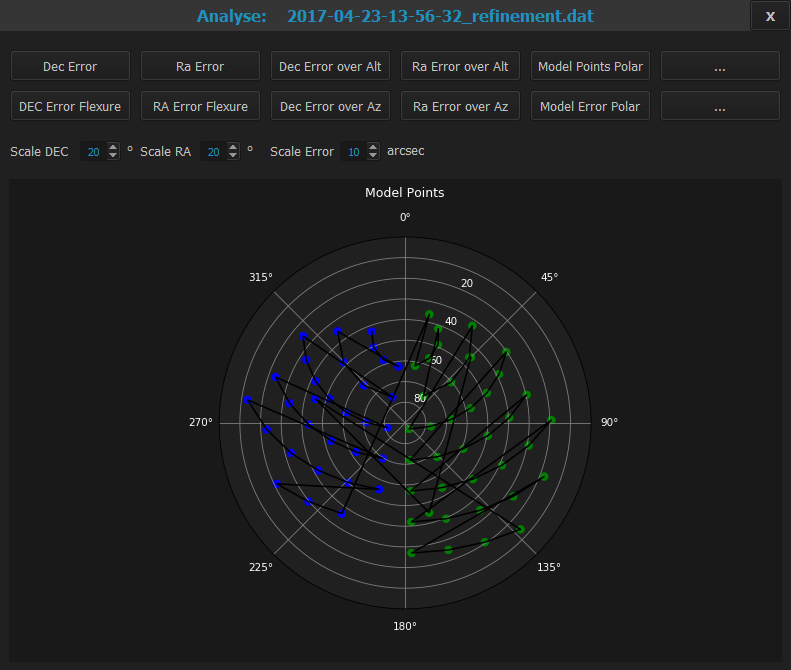 Analyse: 2017-04-23-13-56-32_refinement.dat x
Dec Error Ra Error Dec Error over Alt Ra Error over Alt Model Points Polar ...
DEC Error Flexure RA Error Flexure Dec Error over Az Ra Error over Az Model Error Polar ...
Scale DEC 20 ° Scale RA 20 ° Scale Error 10 arcsec
Model Points
0°
315° 45°
20
40
60
80
270° 90°
225° 135°
180°